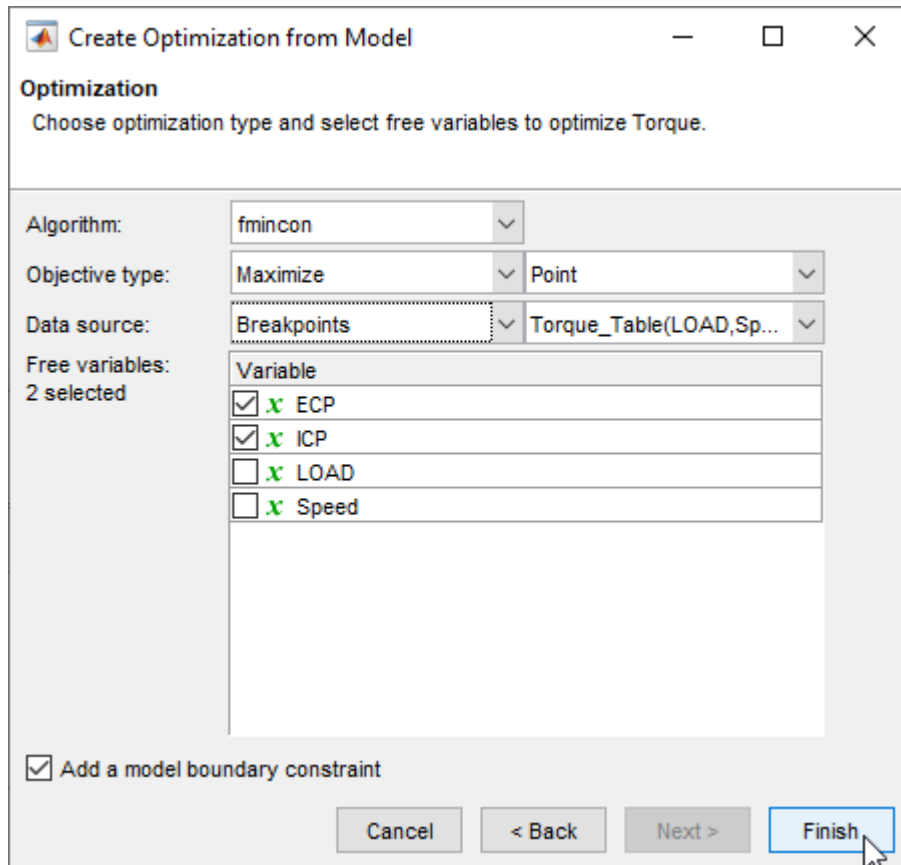 Create Optimization from Model
Optimization
Choose optimization type and select free variables to optimize Torque.
Algorithm: fmincon
Objective type: Maximize Point
Data source: Breakpoints Torque_Table(LOAD,Sp...
Free variables:
2 selected
Variable
x ECP
x ICP
x LOAD
x Speed
Add a model boundary constraint
Cancel < Back Next > Finish